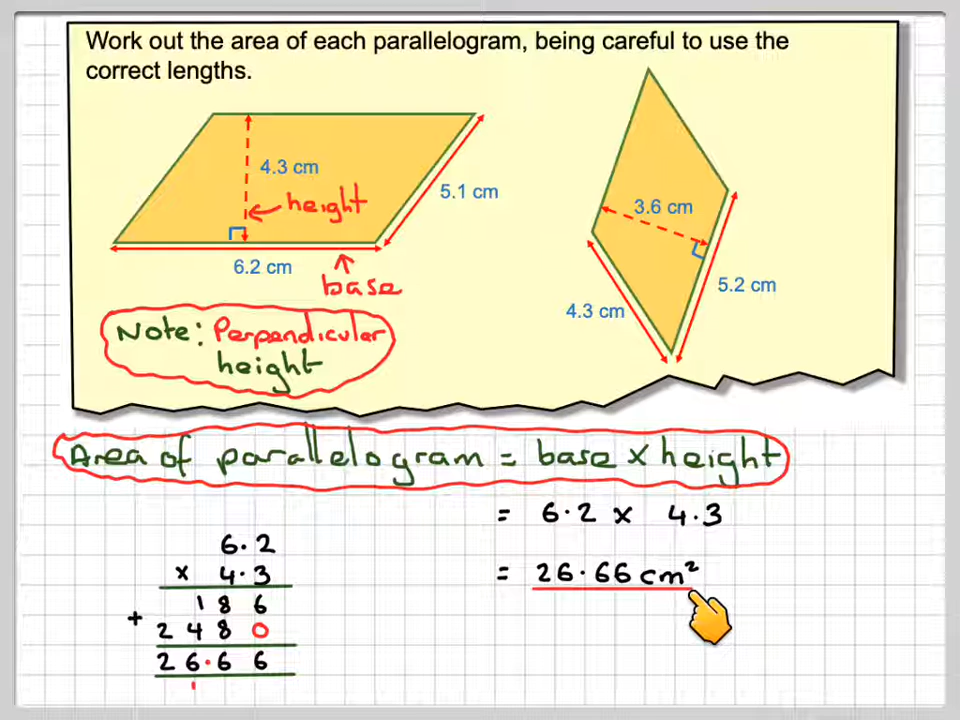 Work out the area of each parallelogram, being careful to use the
correct lengths.
4.3 cm
height
5.1 cm
6.2 cm
base
3.6 cm
5.2 cm
4.3 cm
Note: Perpendicular
height
Area of parallelogram = base × height
= 6.2 × 4.3
= 26.66 cm²
6.2
× 4.3
1 8 6
+ 2 4 8 0
2 6.6 6
1